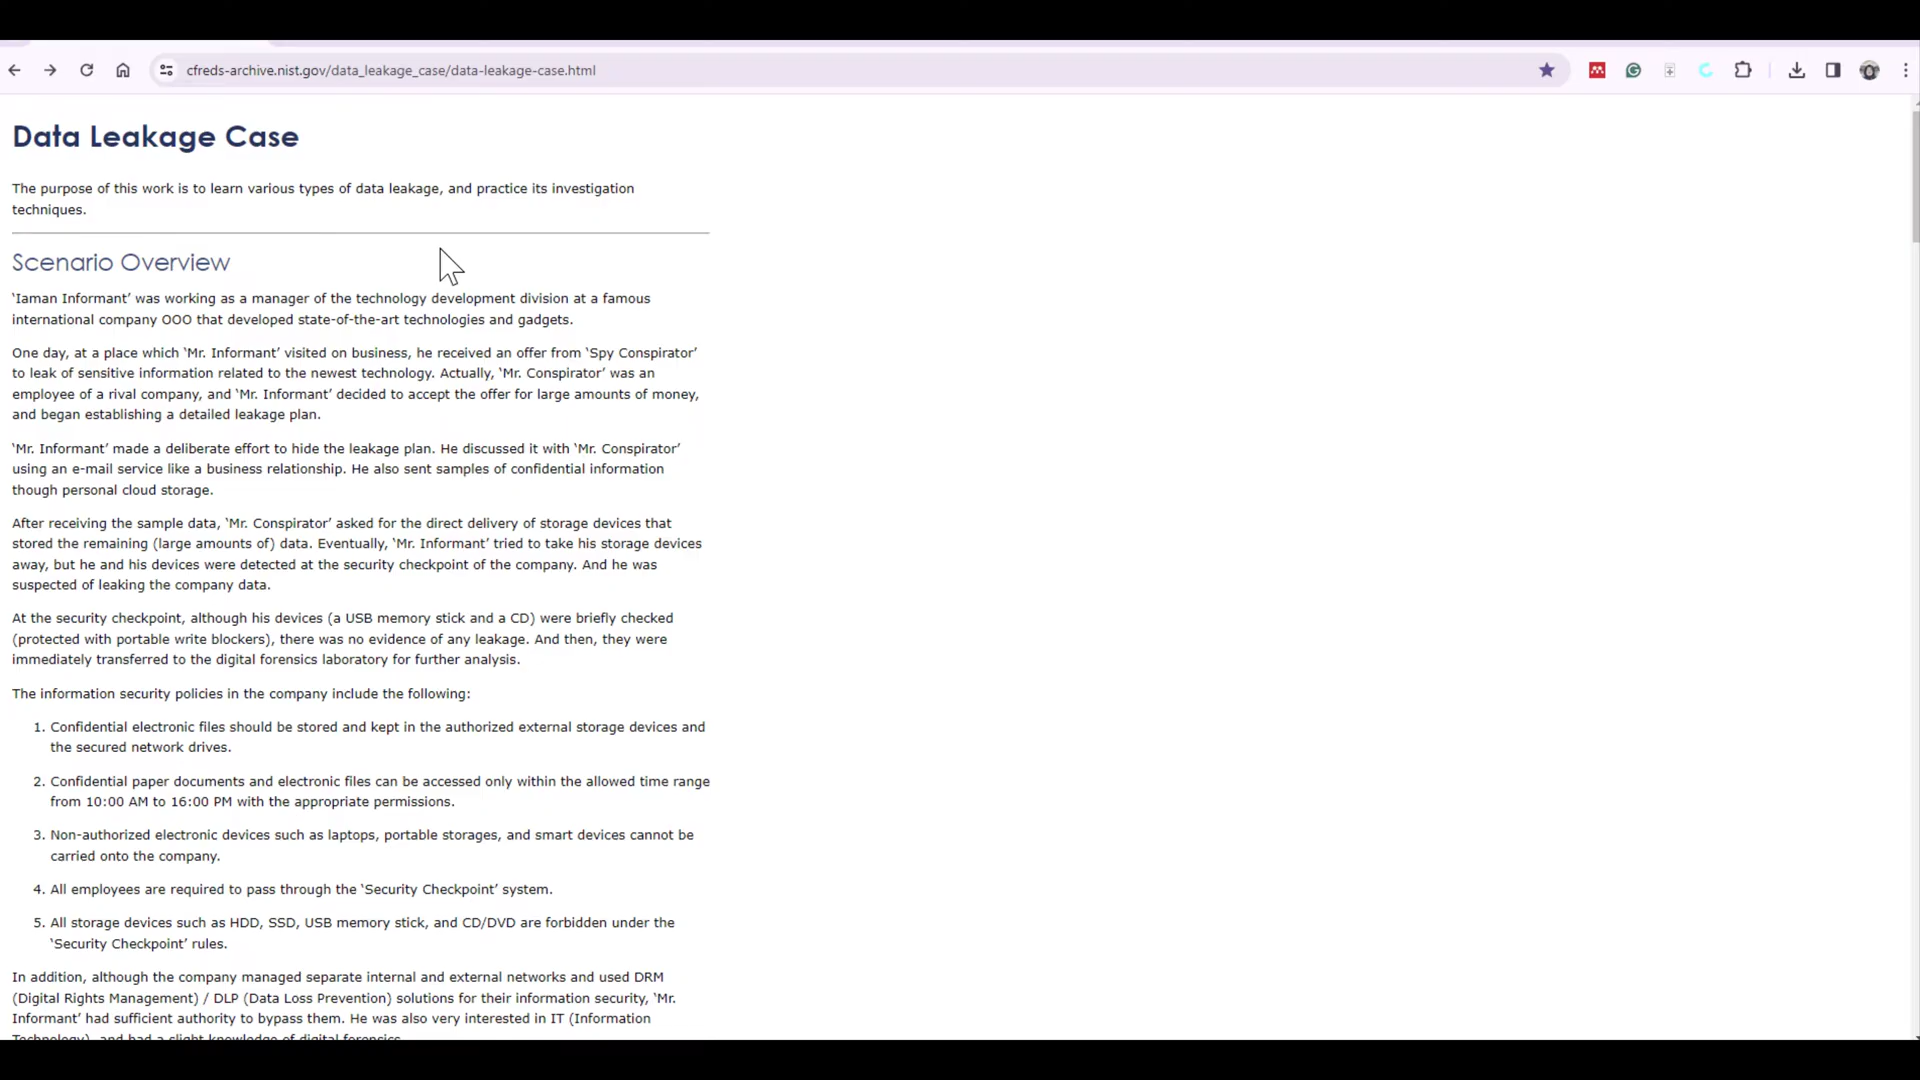 cfreds-archive.nist.gov/data_leakage_case/data-leakage-case.html
Data Leakage Case
The purpose of this work is to learn various types of data leakage, and practice its investigation
techniques.
Scenario Overview
‘Iaman Informant’ was working as a manager of the technology development division at a famous
international company OOO that developed state-of-the-art technologies and gadgets.
One day, at a place which ‘Mr. Informant’ visited on business, he received an offer from ‘Spy Conspirator’
to leak of sensitive information related to the newest technology. Actually, ‘Mr. Conspirator’ was an
employee of a rival company, and ‘Mr. Informant’ decided to accept the offer for large amounts of money,
and began establishing a detailed leakage plan.
‘Mr. Informant’ made a deliberate effort to hide the leakage plan. He discussed it with ‘Mr. Conspirator’
using an e-mail service like a business relationship. He also sent samples of confidential information
though personal cloud storage.
After receiving the sample data, ‘Mr. Conspirator’ asked for the direct delivery of storage devices that
stored the remaining (large amounts of) data. Eventually, ‘Mr. Informant’ tried to take his storage devices
away, but he and his devices were detected at the security checkpoint of the company. And he was
suspected of leaking the company data.
At the security checkpoint, although his devices (a USB memory stick and a CD) were briefly checked
(protected with portable write blockers), there was no evidence of any leakage. And then, they were
immediately transferred to the digital forensics laboratory for further analysis.
The information security policies in the company include the following:
1. Confidential electronic files should be stored and kept in the authorized external storage devices and
the secured network drives.
2. Confidential paper documents and electronic files can be accessed only within the allowed time range
from 10:00 AM to 16:00 PM with the appropriate permissions.
3. Non-authorized electronic devices such as laptops, portable storages, and smart devices cannot be
carried onto the company.
4. All employees are required to pass through the ‘Security Checkpoint’ system.
5. All storage devices such as HDD, SSD, USB memory stick, and CD/DVD are forbidden under the
‘Security Checkpoint’ rules.
In addition, although the company managed separate internal and external networks and used DRM
(Digital Rights Management) / DLP (Data Loss Prevention) solutions for their information security, ‘Mr.
Informant’ had sufficient authority to bypass them. He was also very interested in IT (Information
Technology), and had a slight knowledge of digital forensics.